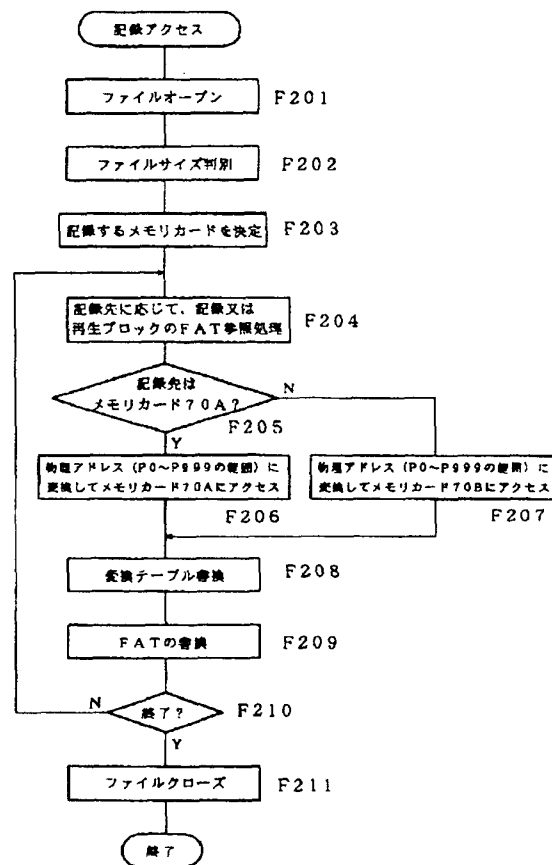 記録アクセス
ファイルオープン
F201
ファイルサイズ判別
F202
記録するメモリカードを決定
F203
記録先に応じて、記録又は
再生ブロックのFAT参照処理
F204
記録先は
メモリカード70A?
N
F205
Y
物理アドレス(P0~P999の範囲)に
変換してメモリカード70Aにアクセス
F206
物理アドレス(P0~P999の範囲)に
変換してメモリカード70Bにアクセス
F207
変換テーブル書換
F208
FATの書換
F209
N
終了?
F210
Y
ファイルクローズ
F211
終了